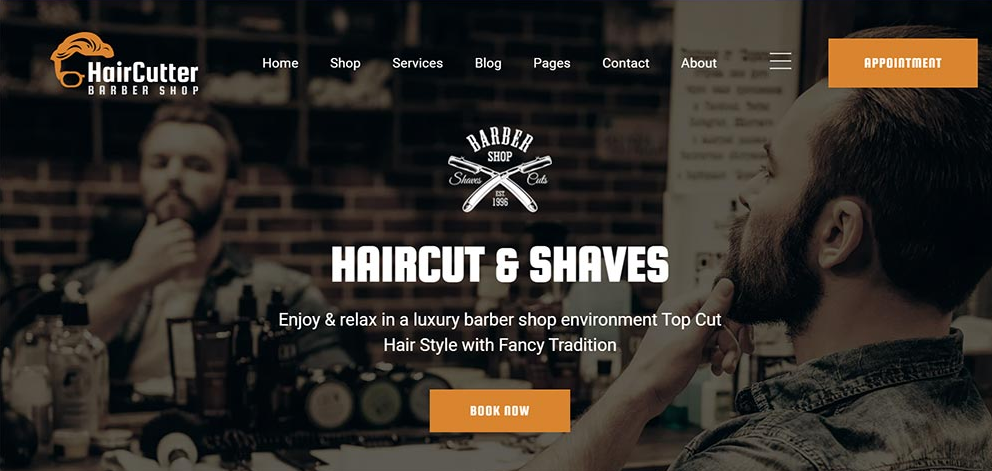 HairCutter
BARBER SHOP
Home Shop Services Blog Pages Contact About
APPOINTMENT
BARBER
SHOP
Shaves Cuts
EST.
1996
HAIRCUT & SHAVES
Enjoy & relax in a luxury barber shop environment Top Cut
Hair Style with Fancy Tradition
BOOK NOW